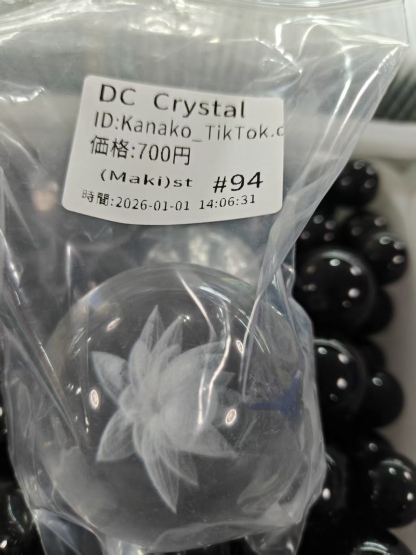 DC Crystal
ID:Kanako_TikTok.c
価格:700円
(Maki)st #94
時間:2026-01-01 14:06:31